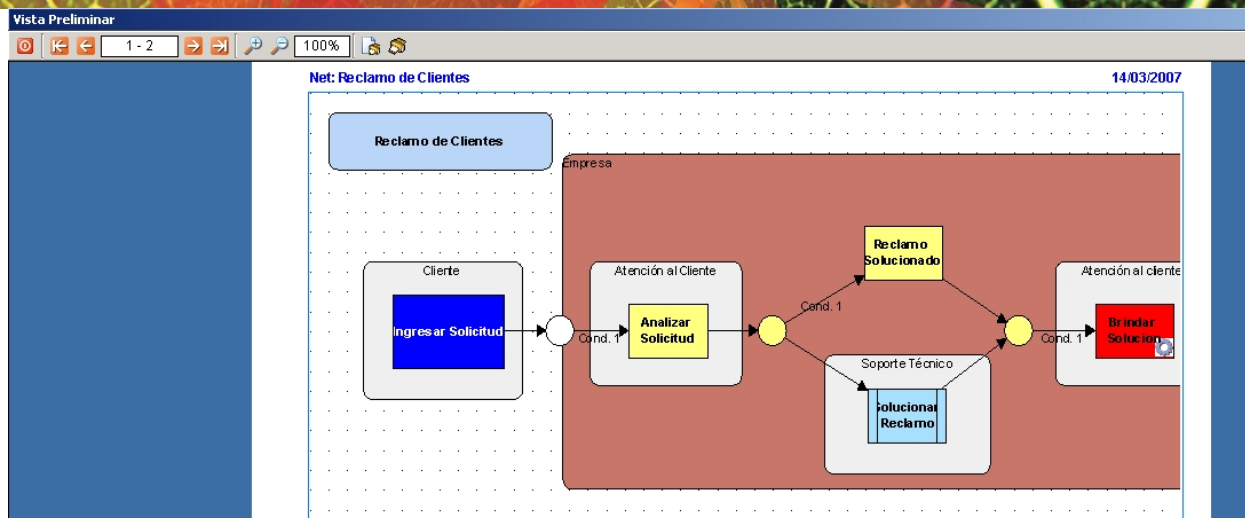 Vista Preliminar
1 - 2
100%
Net: Reclamo de Clientes
14/03/2007
Reclamo de Clientes
Empresa
Cliente
Ingresar Solicitud
Cond. 1
Atención al Cliente
Analizar
Solicitud
Cond. 1
Reclamo
Solucionado
Soporte Técnico
Solucionar
Reclamo
Cond. 1
Atención al cliente
Brindar
Solucion